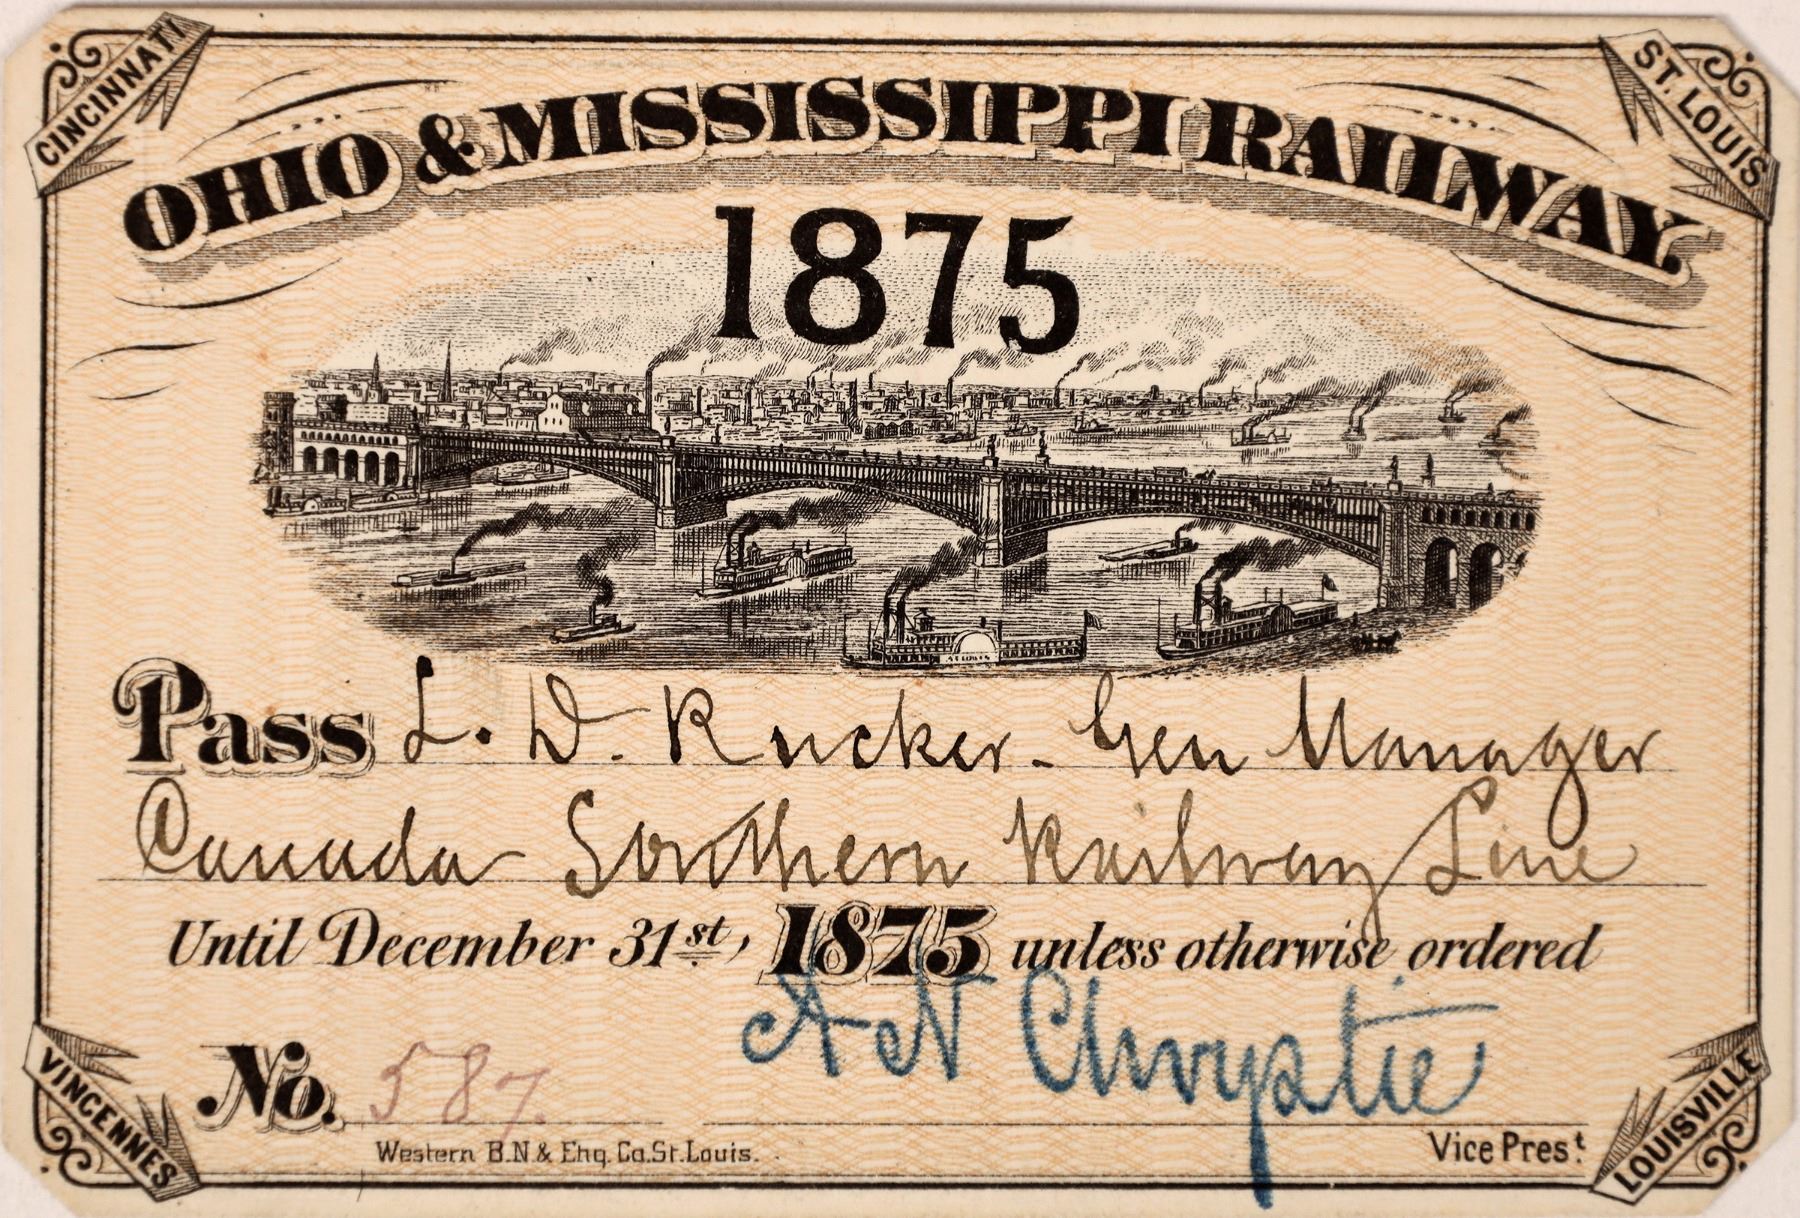 CINCINNATI
ST. LOUIS
OHIO & MISSISSIPPI RAILWAY.
1875
Pass L. D. Rucker - Gen Manager
Canada Southern Railway Line
Until December 31st, 1875 unless otherwise ordered
A N Chrystie
No. 587.
Western B.N & Eng. Co. St. Louis.
Vice Prest
VINCENNES
LOUISVILLE